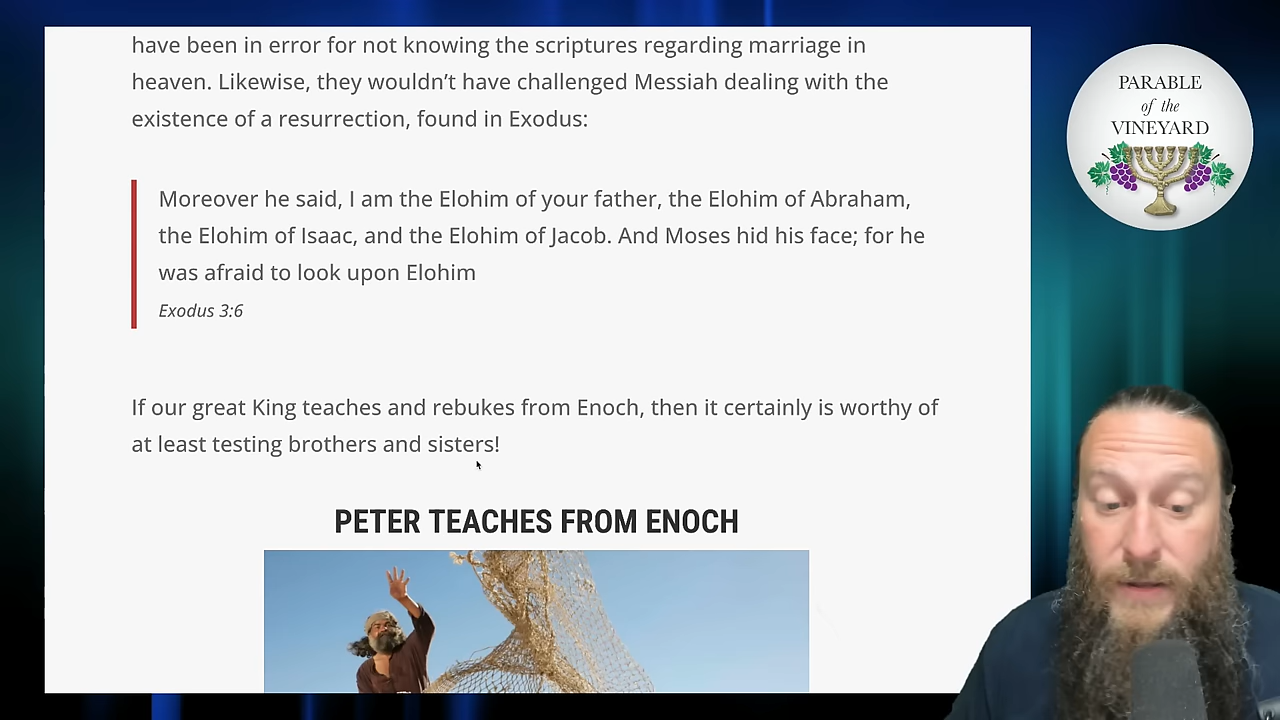 have been in error for not knowing the scriptures regarding marriage in
heaven. Likewise, they wouldn’t have challenged Messiah dealing with the
existence of a resurrection, found in Exodus:
Moreover he said, I am the Elohim of your father, the Elohim of Abraham,
the Elohim of Isaac, and the Elohim of Jacob. And Moses hid his face; for he
was afraid to look upon Elohim
Exodus 3:6
If our great King teaches and rebukes from Enoch, then it certainly is worthy of
at least testing brothers and sisters!
PETER TEACHES FROM ENOCH
PARABLE
of the
VINEYARD